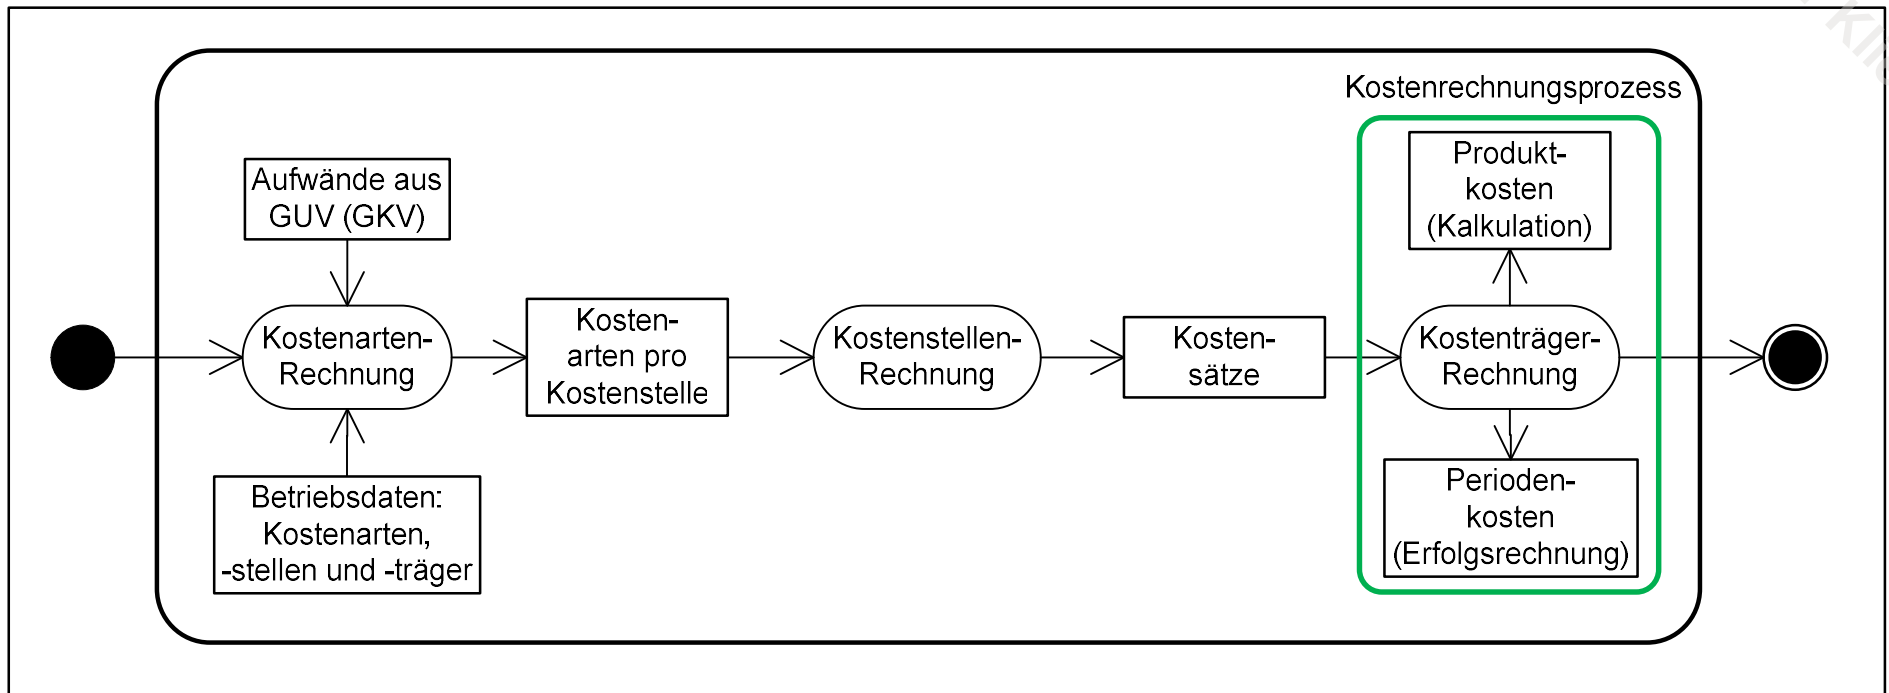 Kostenrechnungsprozess
Aufwände aus
GUV (GKV)
Kostenarten-
Rechnung
Betriebsdaten:
Kostenarten,
-stellen und -träger
Kosten-
arten pro
Kostenstelle
Kostenstellen-
Rechnung
Kosten-
sätze
Produkt-
kosten
(Kalkulation)
Kostenträger-
Rechnung
Perioden-
kosten
(Erfolgsrechnung)